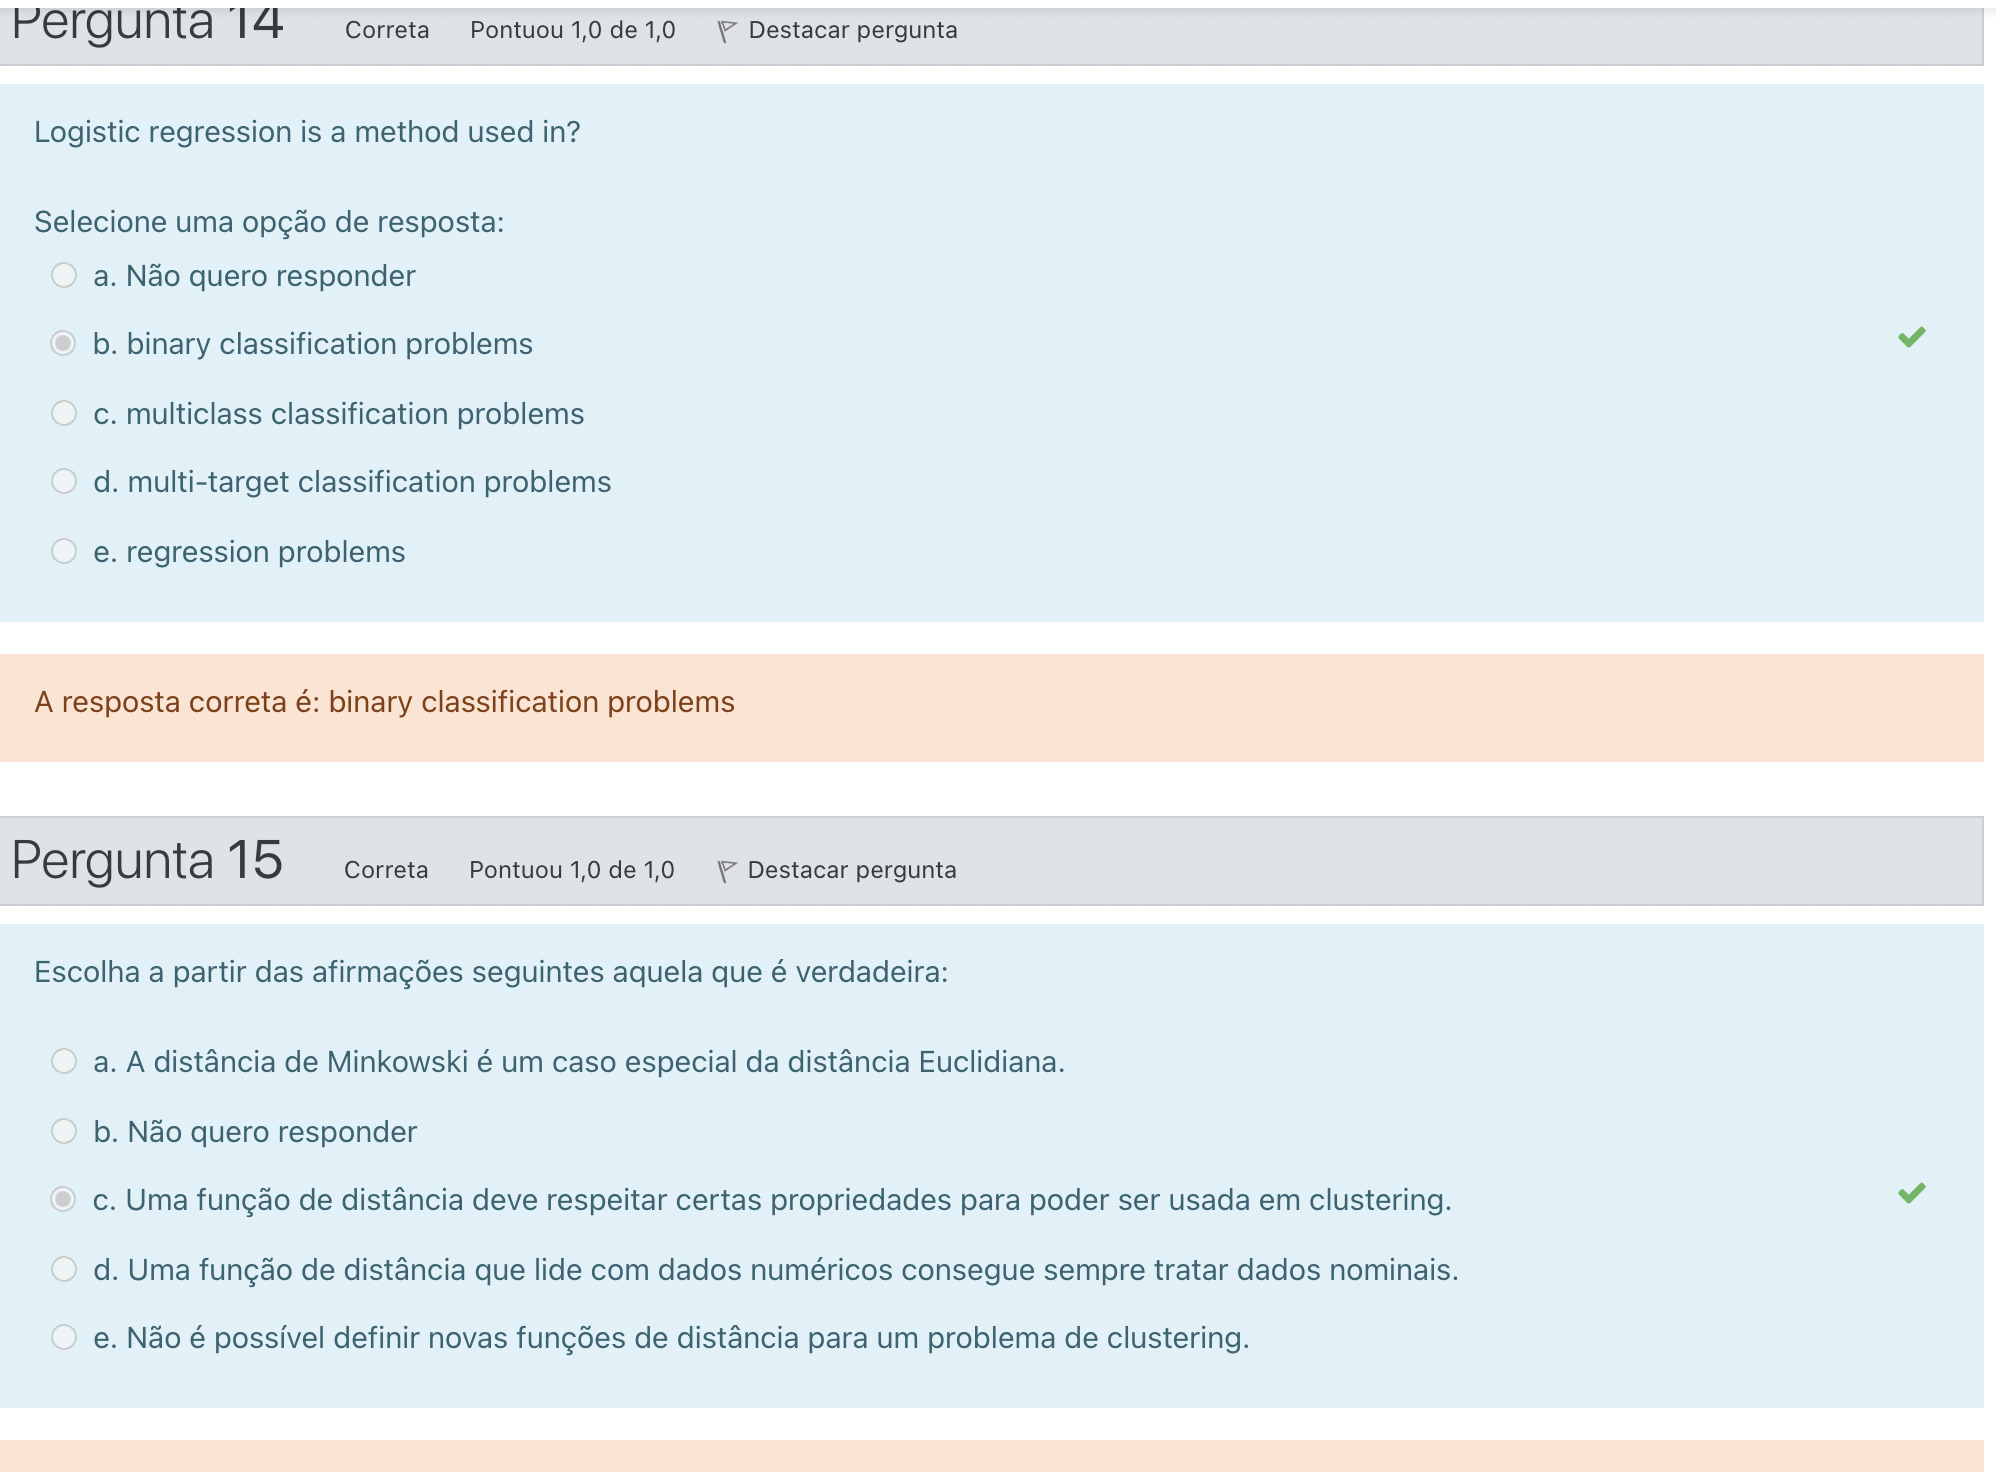 Pergunta 14 Correta Pontuou 1,0 de 1,0 Destacar pergunta
Logistic regression is a method used in?
Selecione uma opção de resposta:
a. Não quero responder
b. binary classification problems
c. multiclass classification problems
d. multi-target classification problems
e. regression problems
A resposta correta é: binary classification problems
Pergunta 15 Correta Pontuou 1,0 de 1,0 Destacar pergunta
Escolha a partir das afirmações seguintes aquela que é verdadeira:
a. A distância de Minkowski é um caso especial da distância Euclidiana.
b. Não quero responder
c. Uma função de distância deve respeitar certas propriedades para poder ser usada em clustering.
d. Uma função de distância que lide com dados numéricos consegue sempre tratar dados nominais.
e. Não é possível definir novas funções de distância para um problema de clustering.